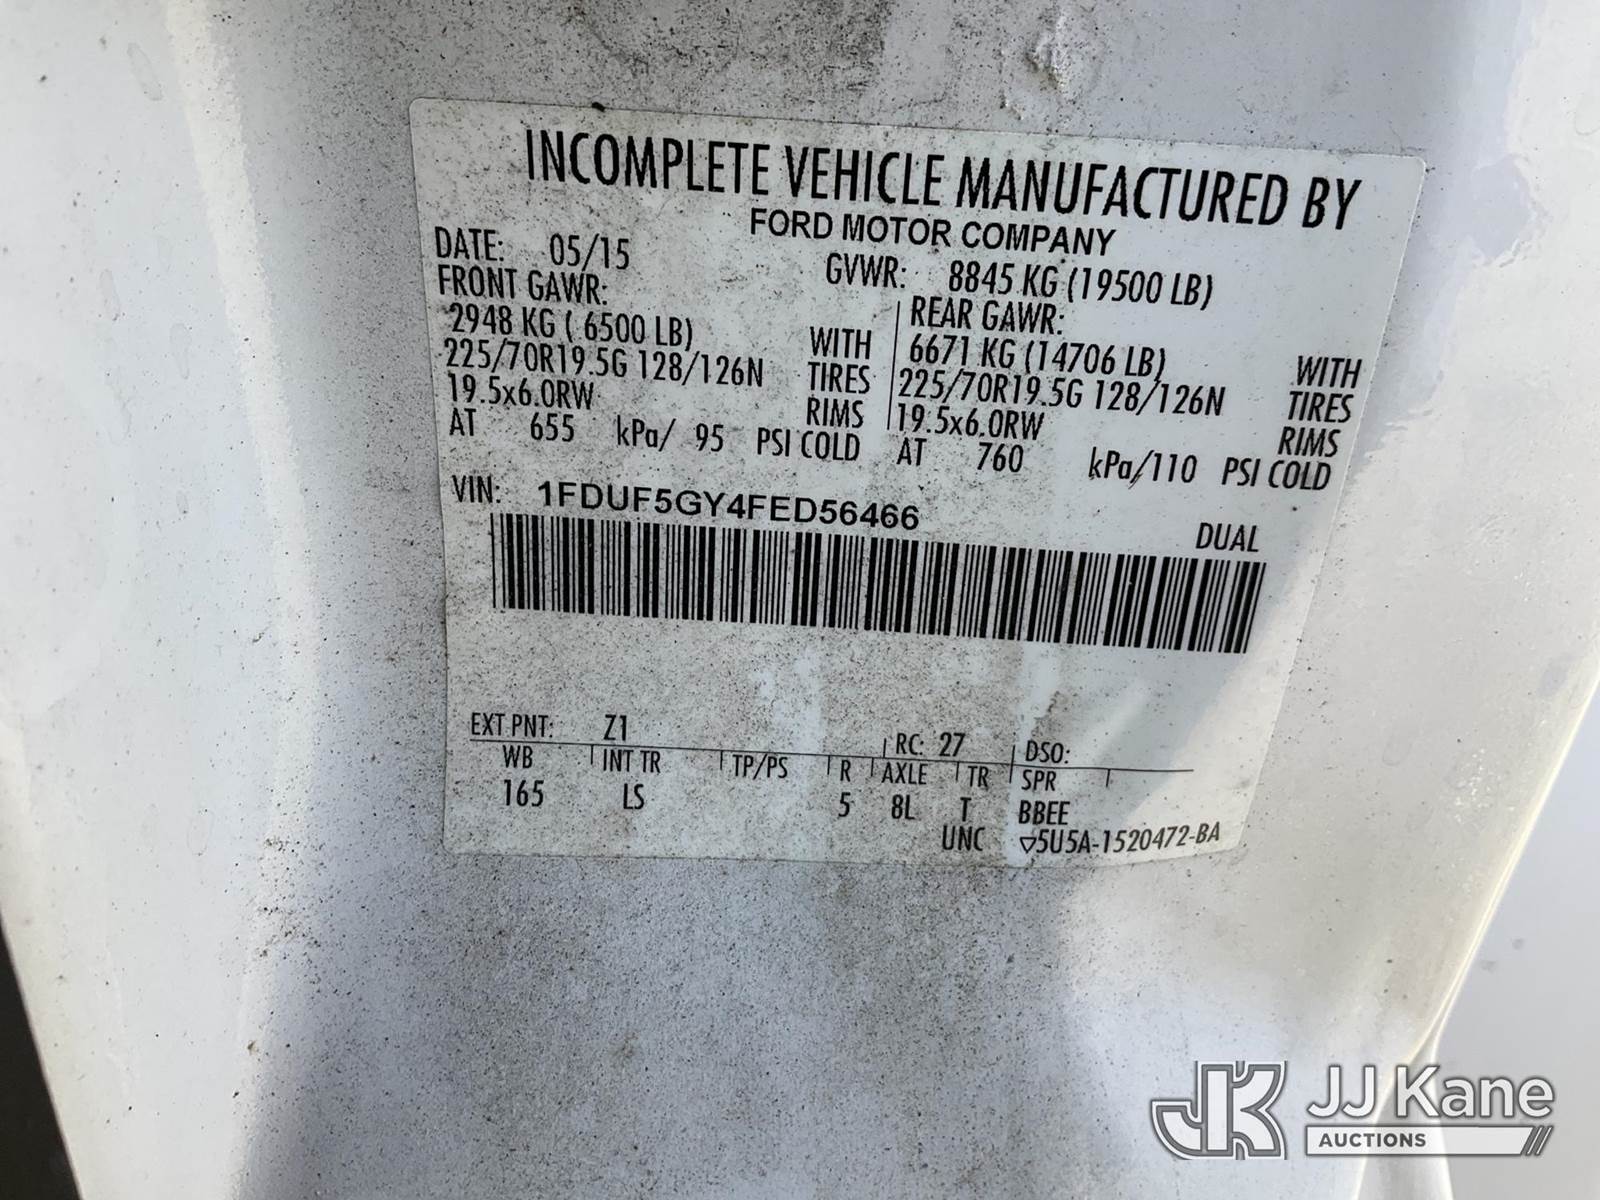 INCOMPLETE VEHICLE MANUFACTURED BY
FORD MOTOR COMPANY
DATE: 05/15 GVWR: 8845 KG (19500 LB)
FRONT GAWR: REAR GAWR:
2948 KG ( 6500 LB) WITH 6671 KG (14706 LB) WITH
225/70R19.5G 128/126N TIRES 225/70R19.5G 128/126N TIRES
19.5x6.0RW RIMS 19.5x6.0RW RIMS
AT 655 kPa/ 95 PSI COLD AT 760 kPa/110 PSI COLD
VIN: 1FDUF5GY4FED56466
DUAL
EXT PNT: Z1 RC: 27 DSO:
WB INT TR TP/PS R AXLE TR SPR
165 LS 5 8L T BBEE
UNC ▽5U5A-1520472-BA
JK JJ Kane
AUCTIONS